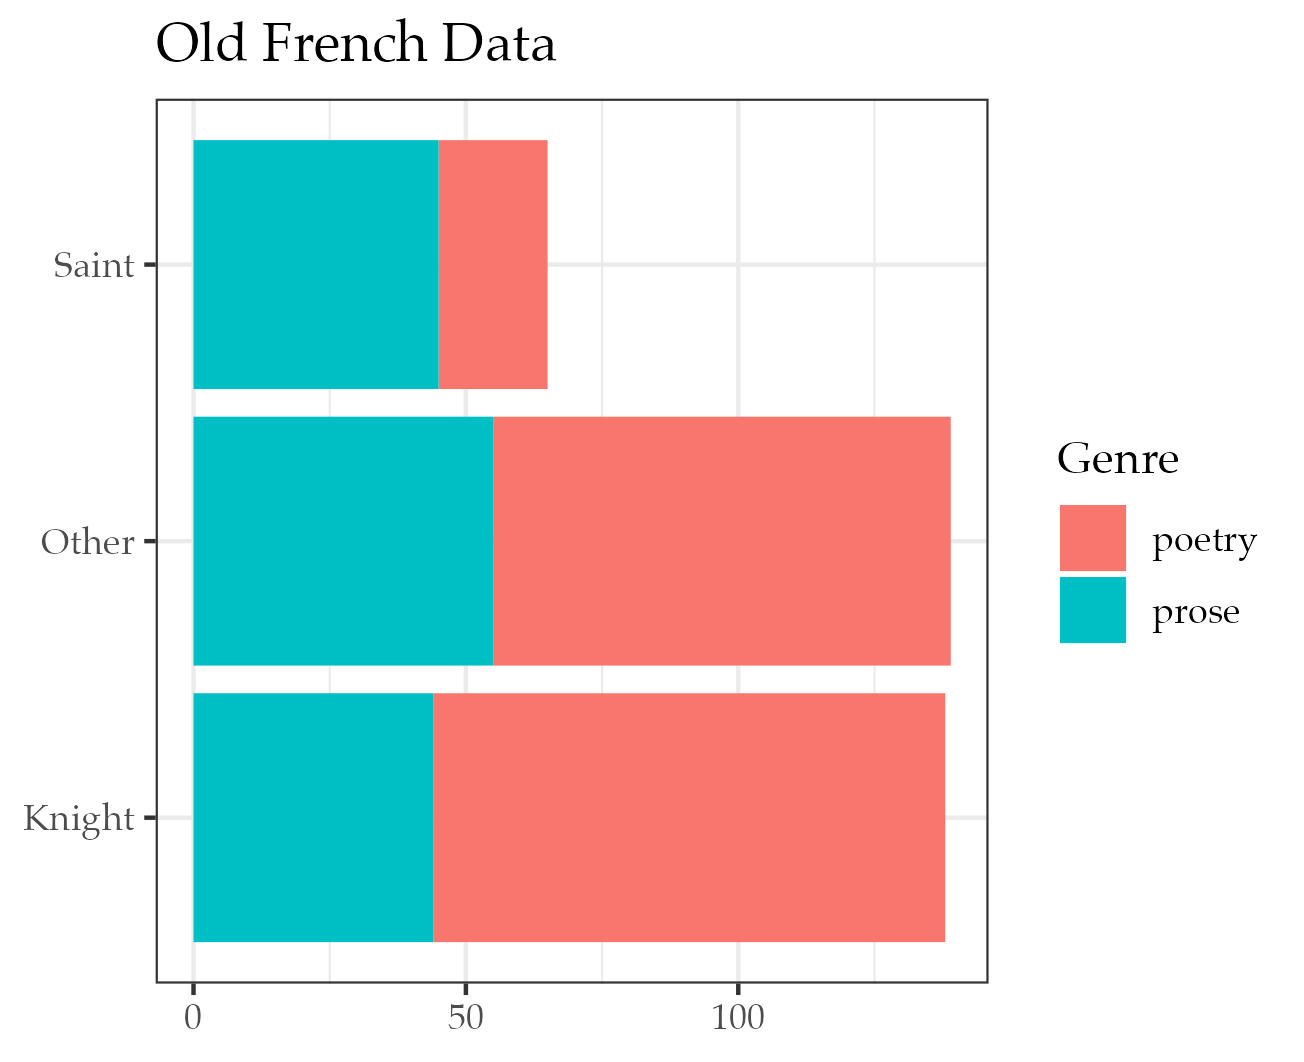 Old French Data
Saint
Other
Knight
0 50 100
Genre
poetry
prose